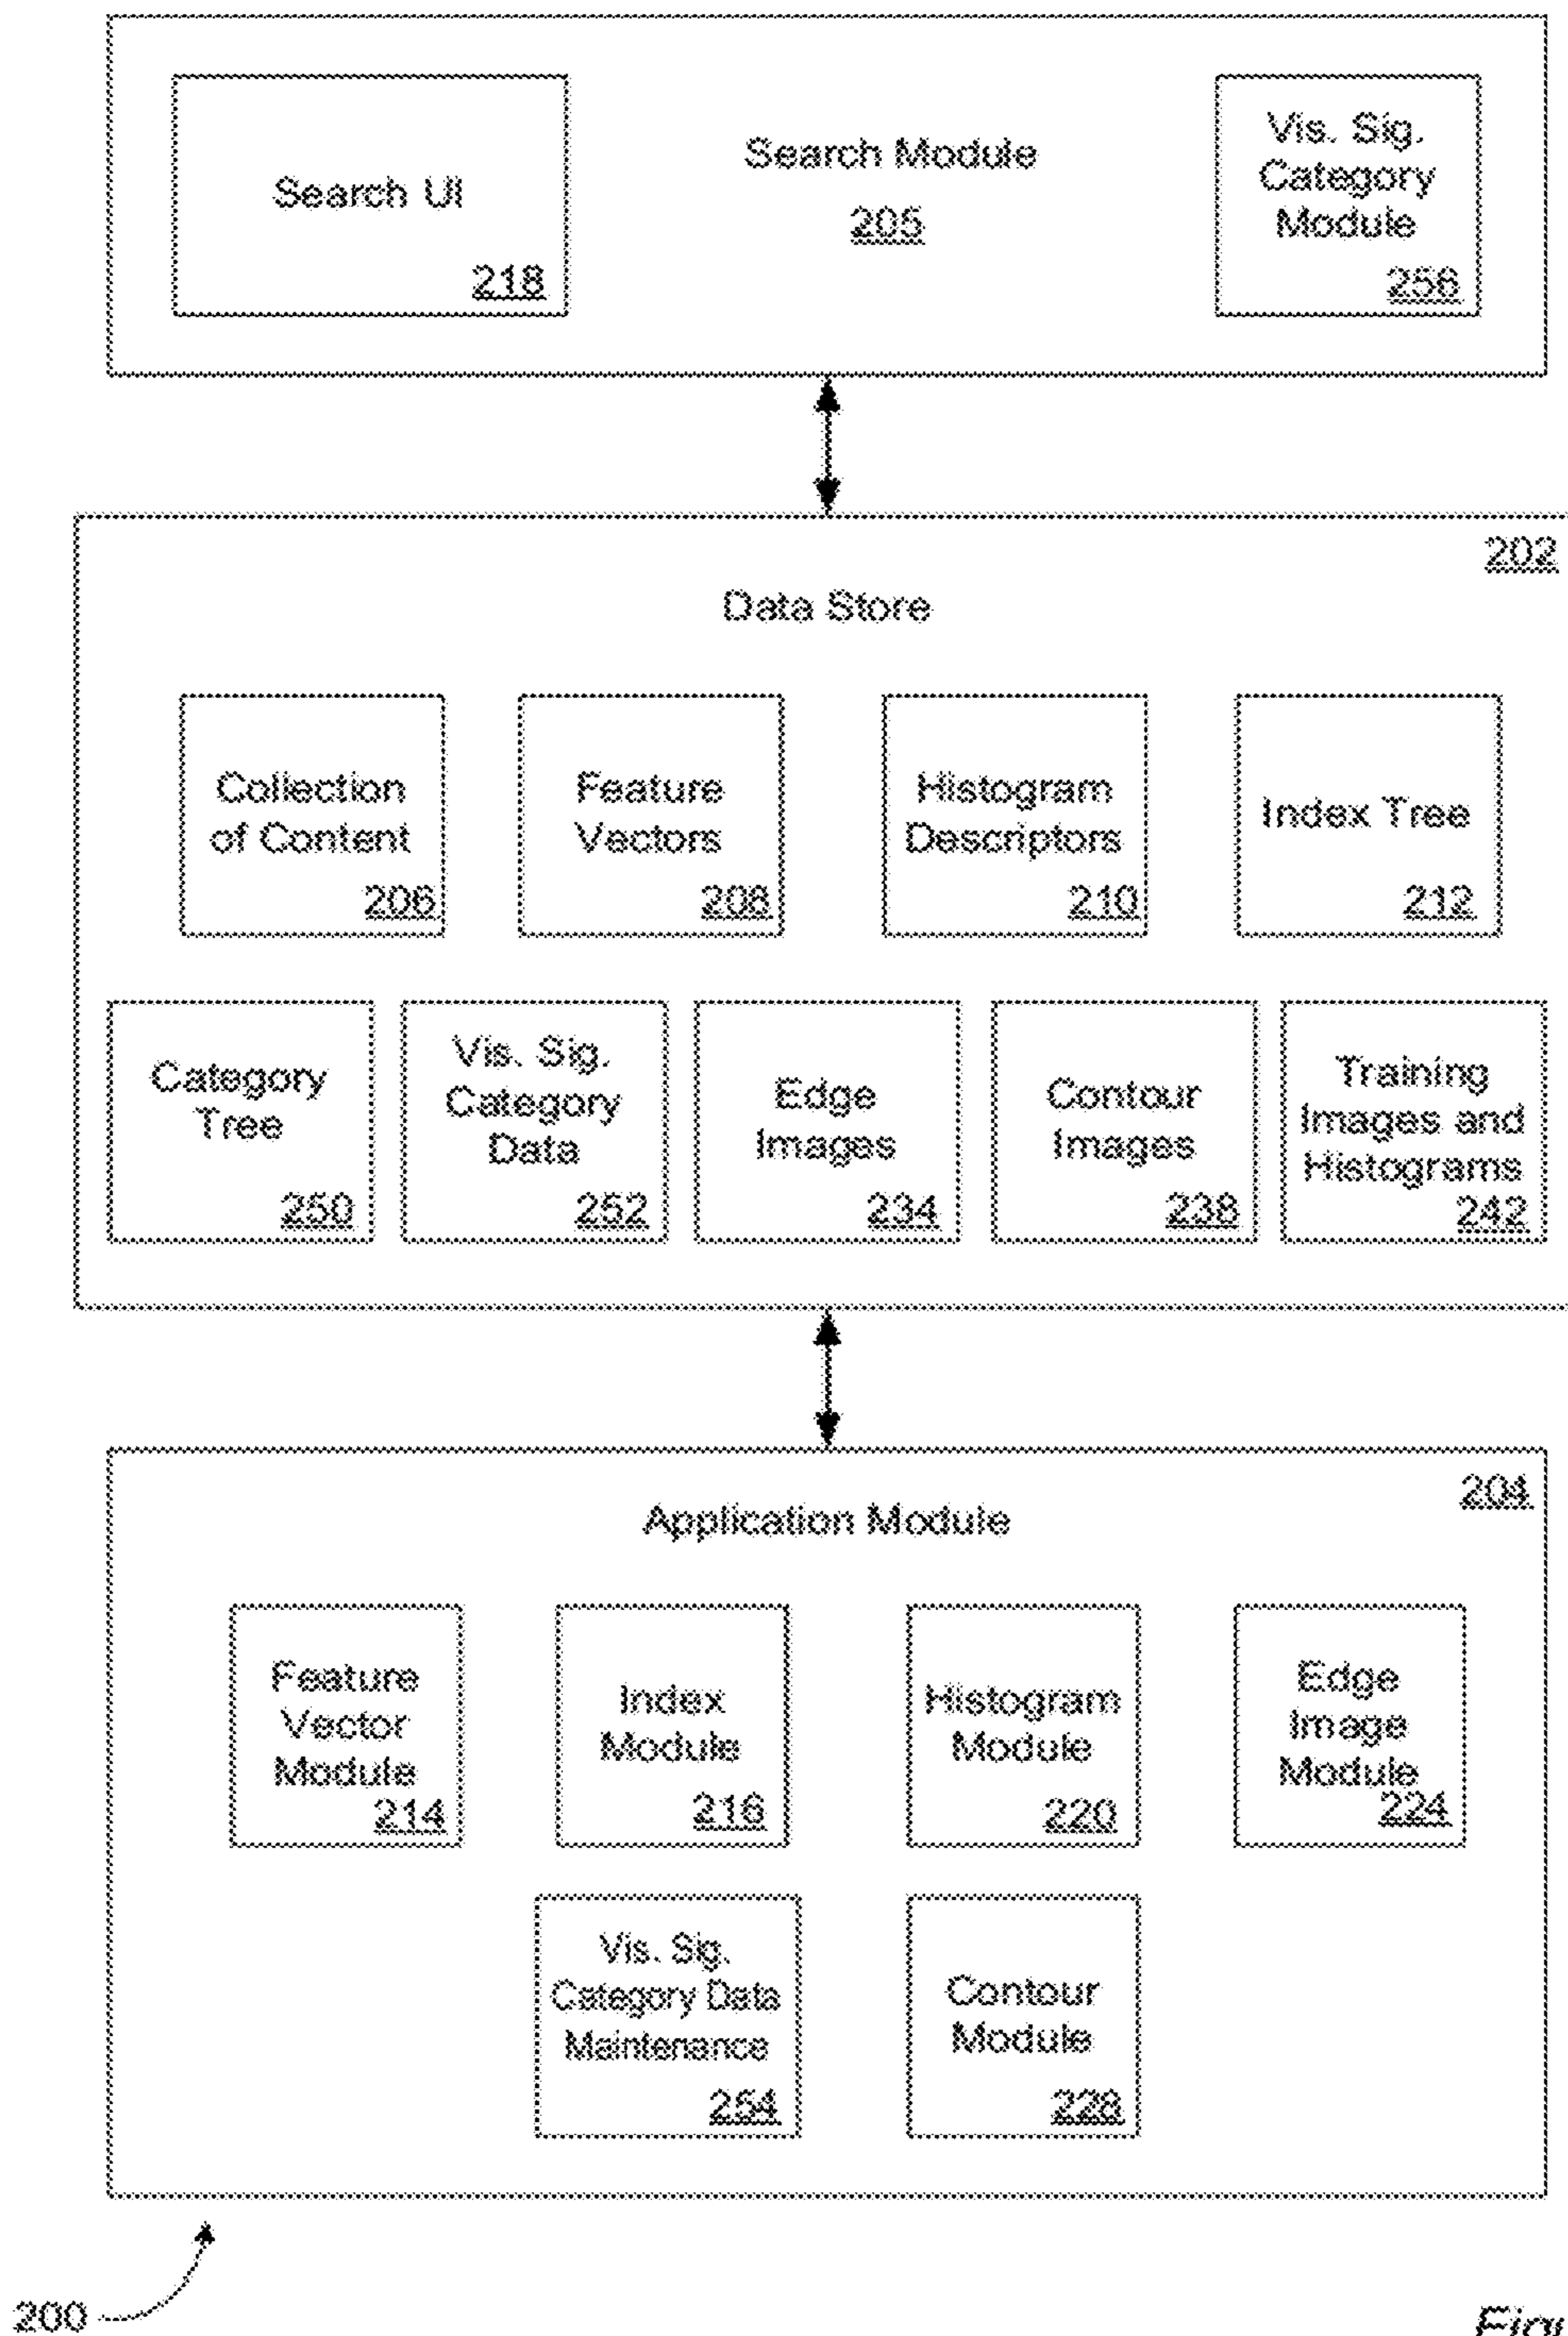 Search UI
218
Search Module
205
Vis. Sig.
Category
Module
256
202
Data Store
Collection
of Content
206
Feature
Vectors
208
Histogram
Descriptors
210
Index Tree
212
Category
Tree
250
Vis. Sig.
Category
Data
252
Edge
Images
234
Contour
Images
238
Training
Images and
Histograms
242
204
Application Module
Feature
Vector
Module
214
Index
Module
216
Histogram
Module
220
Edge
Image
Module
224
Vis. Sig.
Category Data
Maintenance
254
Contour
Module
228
200